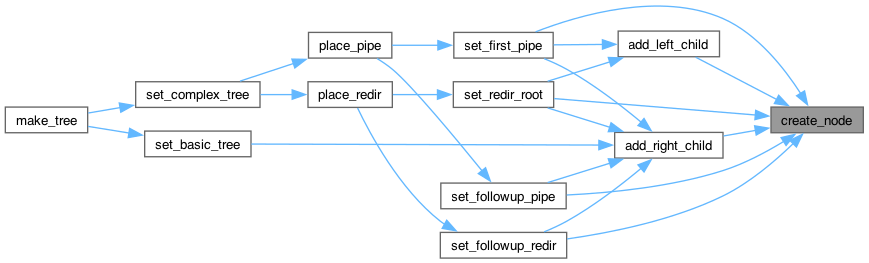 make_tree
set_complex_tree
set_basic_tree
place_pipe
place_redir
set_first_pipe
set_redir_root
set_followup_pipe
set_followup_redir
add_left_child
add_right_child
create_node